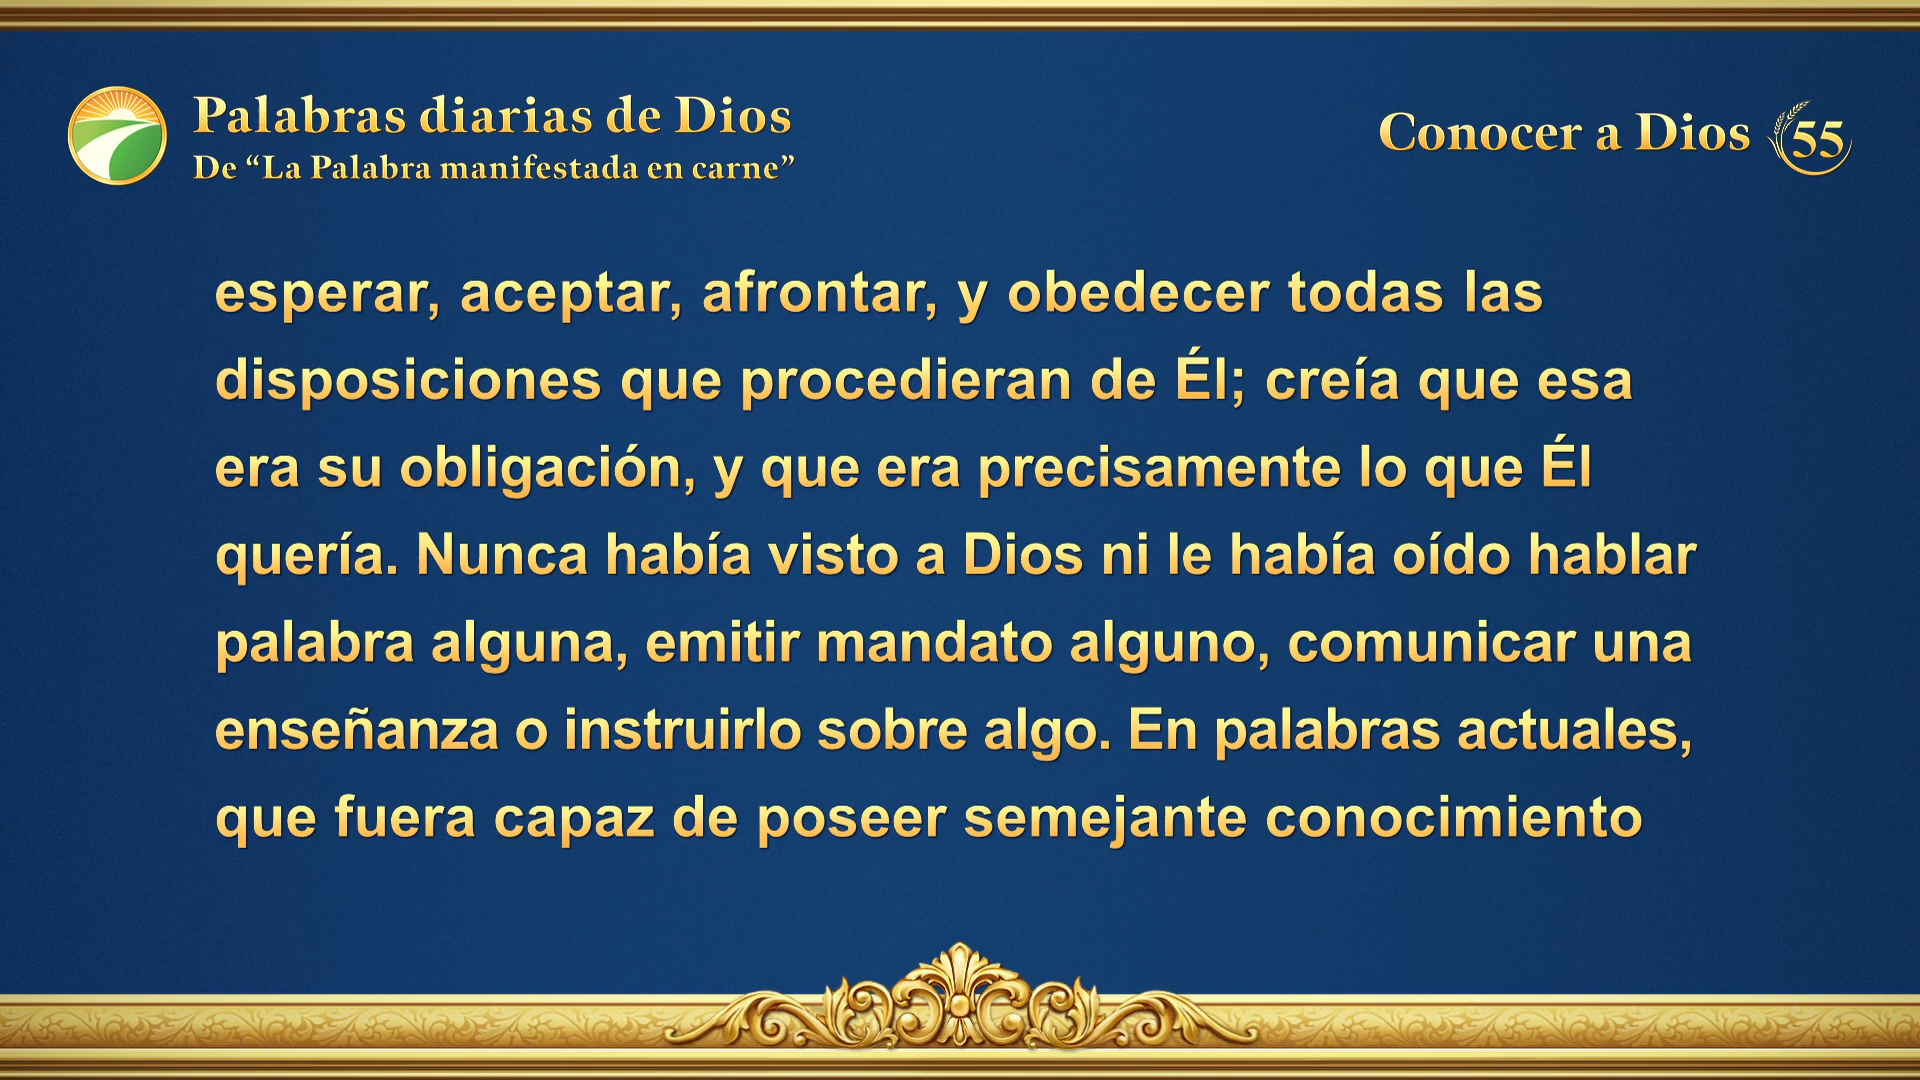 Palabras diarias de Dios
De “La Palabra manifestada en carne”
Conocer a Dios 55
esperar, aceptar, afrontar, y obedecer todas las
disposiciones que procedieran de Él; creía que esa
era su obligación, y que era precisamente lo que Él
quería. Nunca había visto a Dios ni le había oído hablar
palabra alguna, emitir mandato alguno, comunicar una
enseñanza o instruirlo sobre algo. En palabras actuales,
que fuera capaz de poseer semejante conocimiento